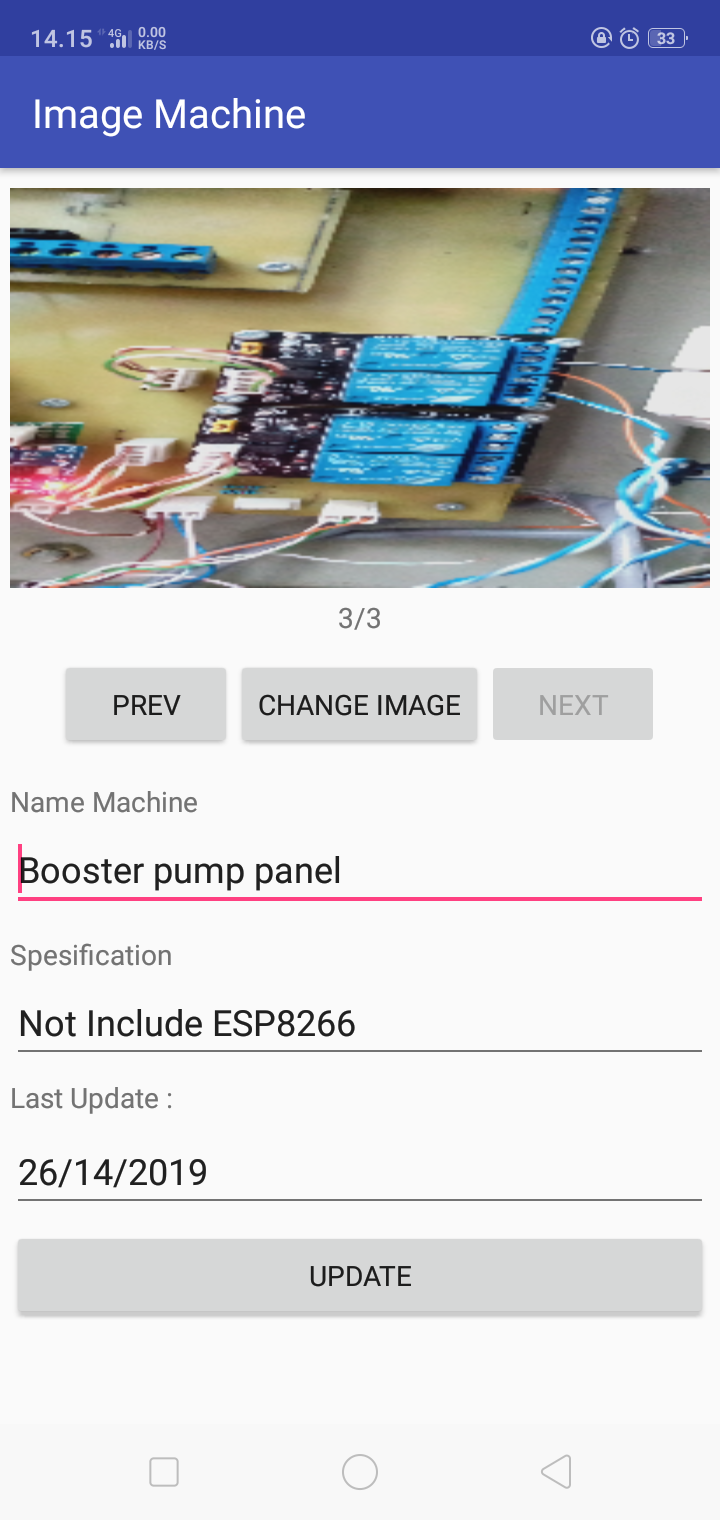 14.15 4G 0.00 KB/S 33
Image Machine
3/3
PREV CHANGE IMAGE NEXT
Name Machine
Booster pump panel
Spesification
Not Include ESP8266
Last Update :
26/14/2019
UPDATE